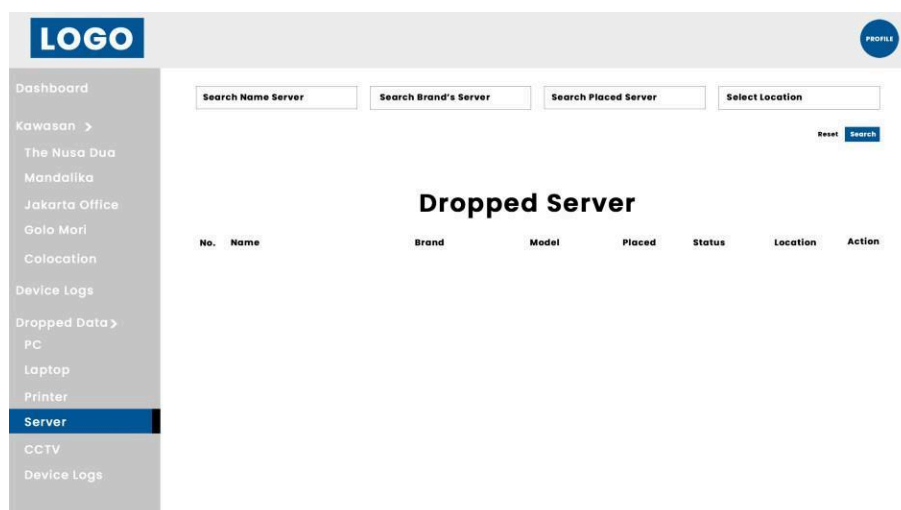 LOGO
PROFILE
Dashboard
Kawasan >
The Nusa Dua
Mandalika
Jakarta Office
Golo Mori
Colocation
Device Logs
Dropped Data >
PC
Laptop
Printer
Server
CCTV
Device Logs
Search Name Server Search Brand's Server Search Placed Server Select Location
Reset Search
Dropped Server
No. Name Brand Model Placed Status Location Action